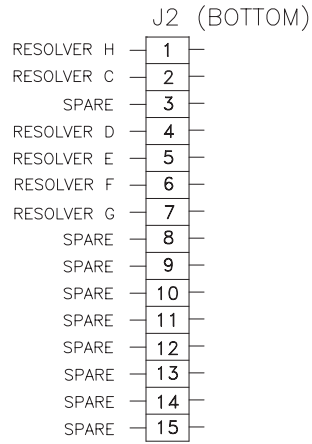 J2 (BOTTOM)
RESOLVER H 1
RESOLVER C 2
SPARE 3
RESOLVER D 4
RESOLVER E 5
RESOLVER F 6
RESOLVER G 7
SPARE 8
SPARE 9
SPARE 10
SPARE 11
SPARE 12
SPARE 13
SPARE 14
SPARE 15